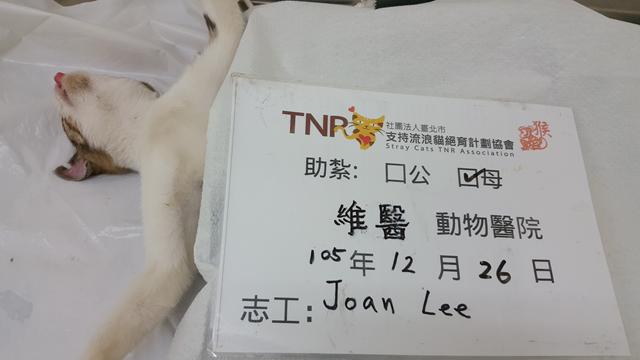 TNR 社團法人臺北市
支持流浪貓絕育計劃協會
Stray Cats TNR Association
助紮: 口公 ☑母
維醫 動物醫院
105年 12 月 26 日
志工: Joan Lee